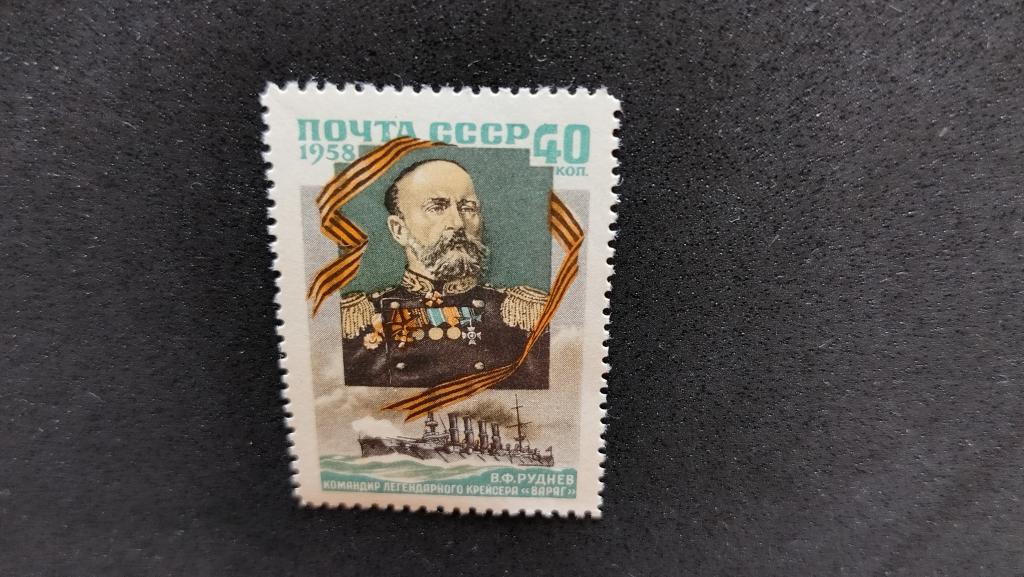 ПОЧТА СССР 40
1958 КОП.
В.Ф.РУДНЕВ
КОМАНДИР ЛЕГЕНДАРНОГО КРЕЙСЕРА «ВАРЯГ»